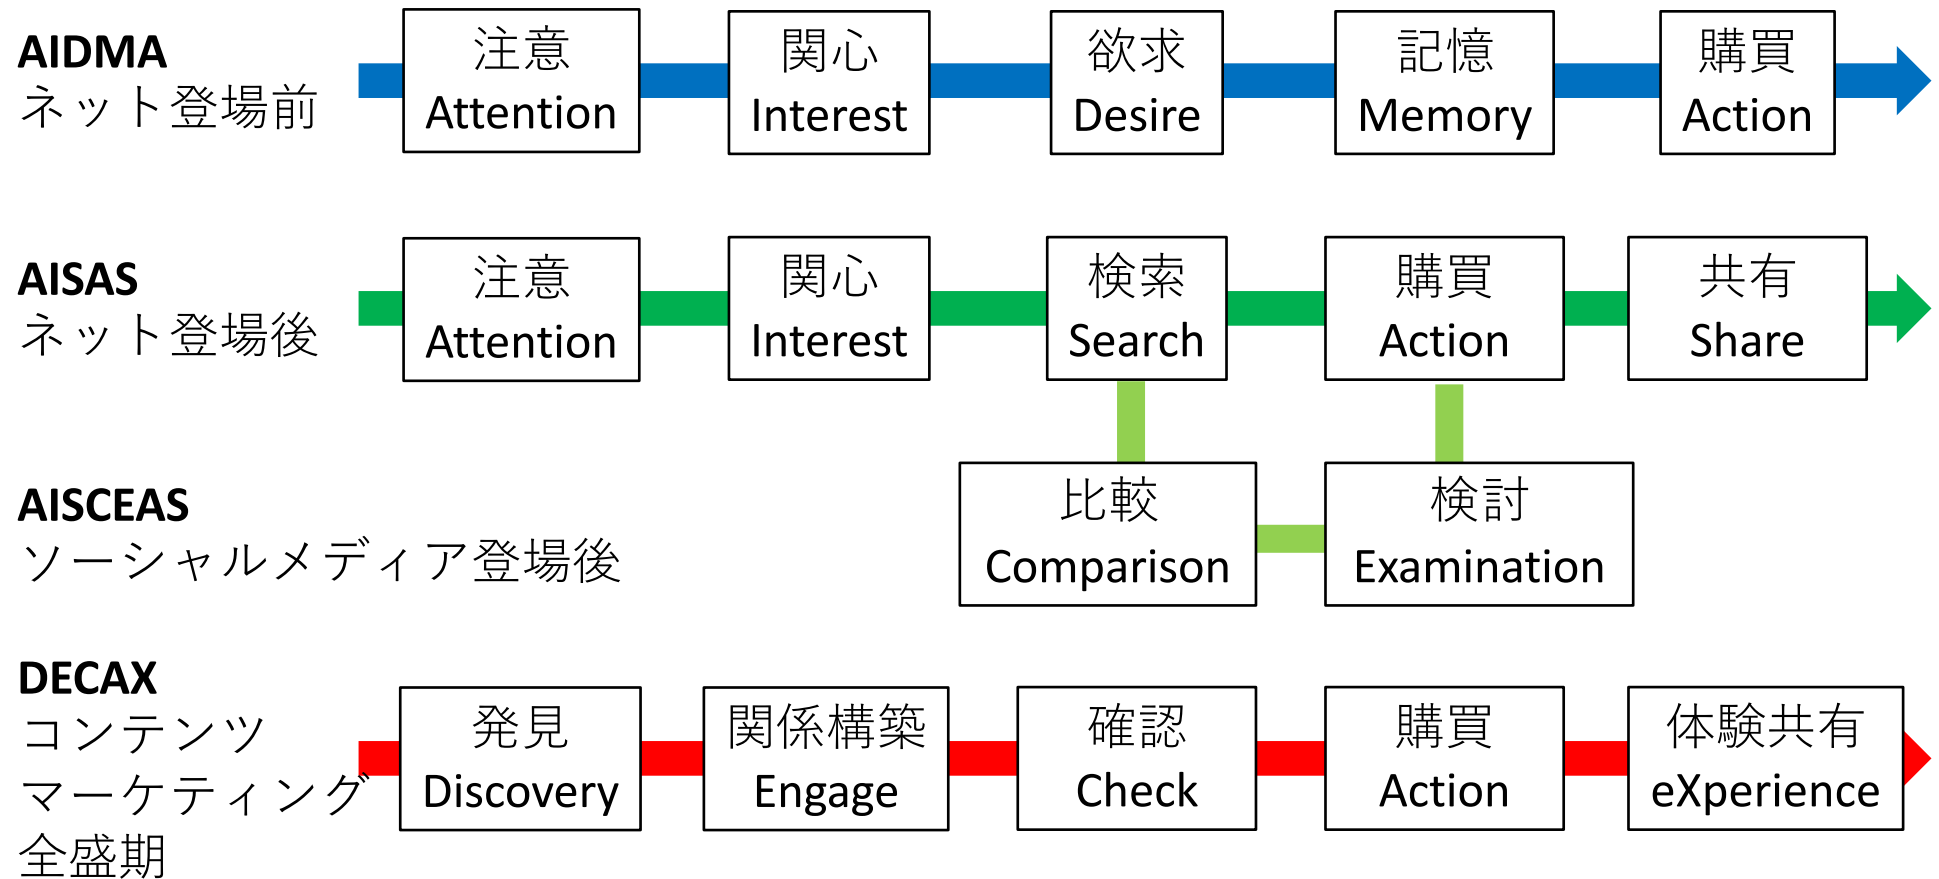 AIDMA
ネット登場前
注意
Attention
関心
Interest
欲求
Desire
記憶
Memory
購買
Action
AISAS
ネット登場後
注意
Attention
関心
Interest
検索
Search
購買
Action
共有
Share
AISCEAS
ソーシャルメディア登場後
比較
Comparison
検討
Examination
DECAX
コンテンツ
マーケティング
全盛期
発見
Discovery
関係構築
Engage
確認
Check
購買
Action
体験共有
eXperience